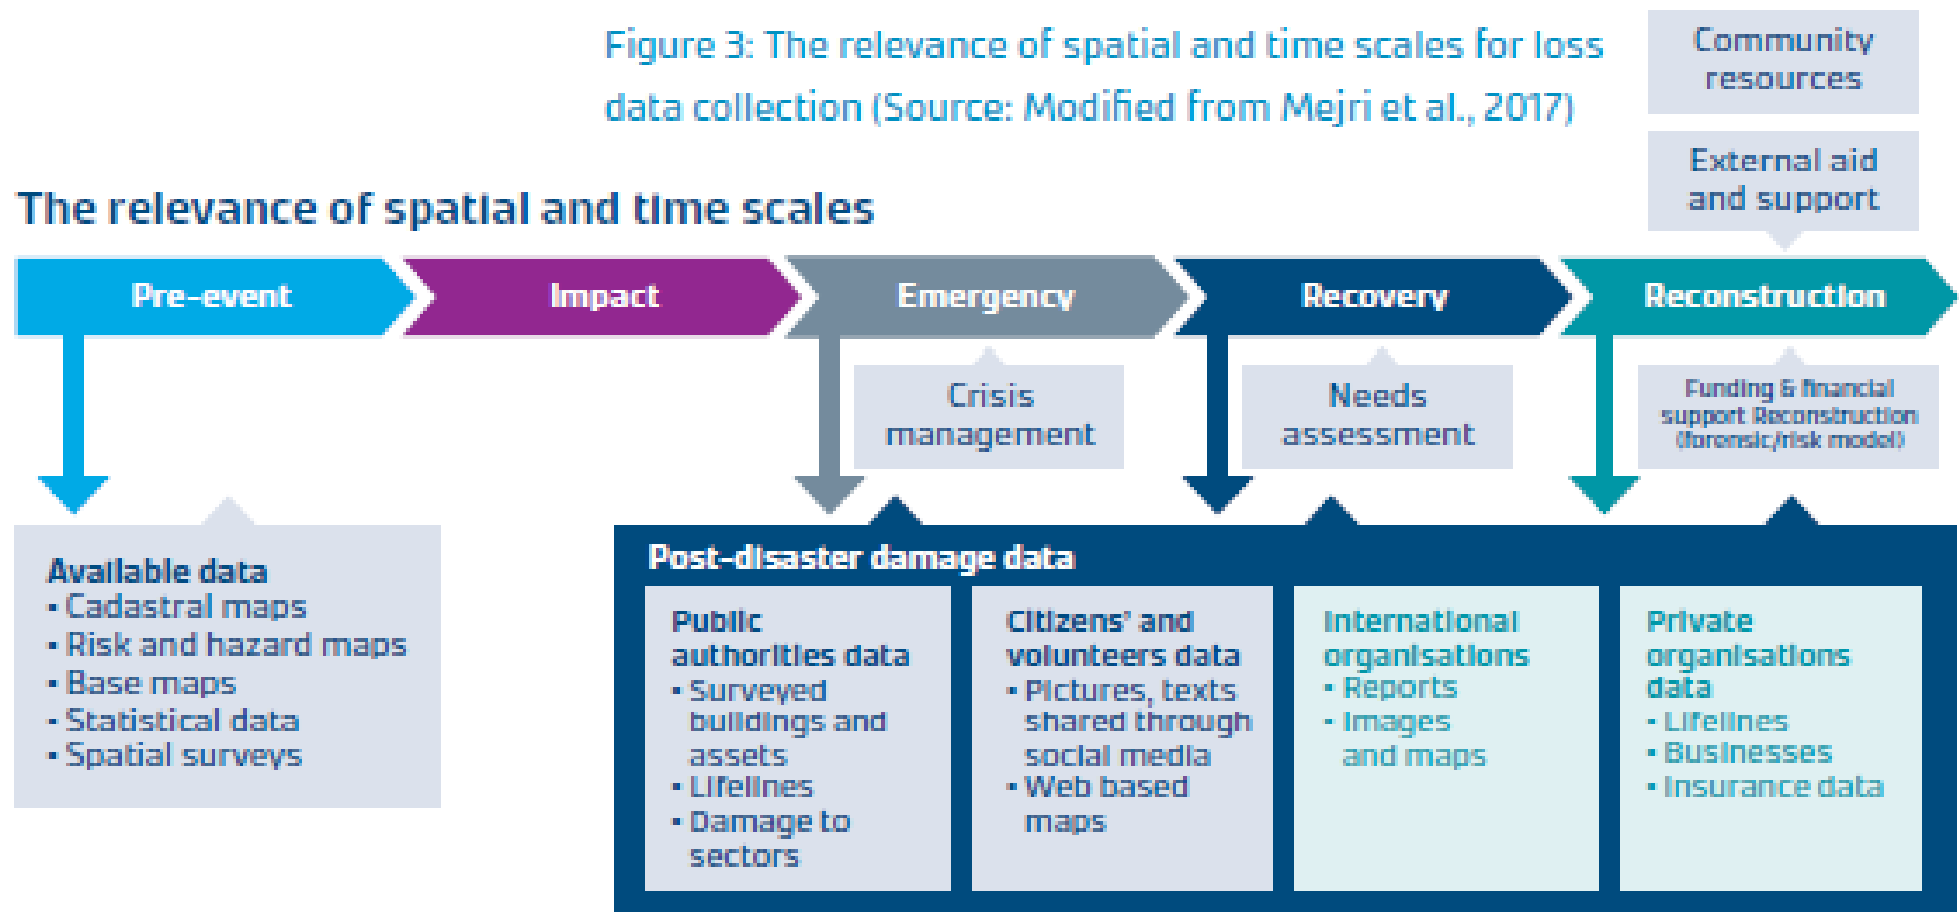 Figure 3: The relevance of spatial and time scales for loss
data collection (Source: Modified from Mejri et al., 2017)
Community
resources
External aid
and support
The relevance of spatial and time scales
Pre-event
Impact
Emergency
Recovery
Reconstruction
Crisis
management
Needs
assessment
Funding & financial
support Reconstruction
(forensic/risk model)
Available data
▪ Cadastral maps
▪ Risk and hazard maps
▪ Base maps
▪ Statistical data
▪ Spatial surveys
Post-disaster damage data
Public
authorities data
▪ Surveyed
buildings and
assets
▪ Lifelines
▪ Damage to
sectors
Citizens' and
volunteers data
▪ Pictures, texts
shared through
social media
▪ Web based
maps
International
organisations
▪ Reports
▪ Images
and maps
Private
organisations
data
▪ Lifelines
▪ Businesses
▪ Insurance data